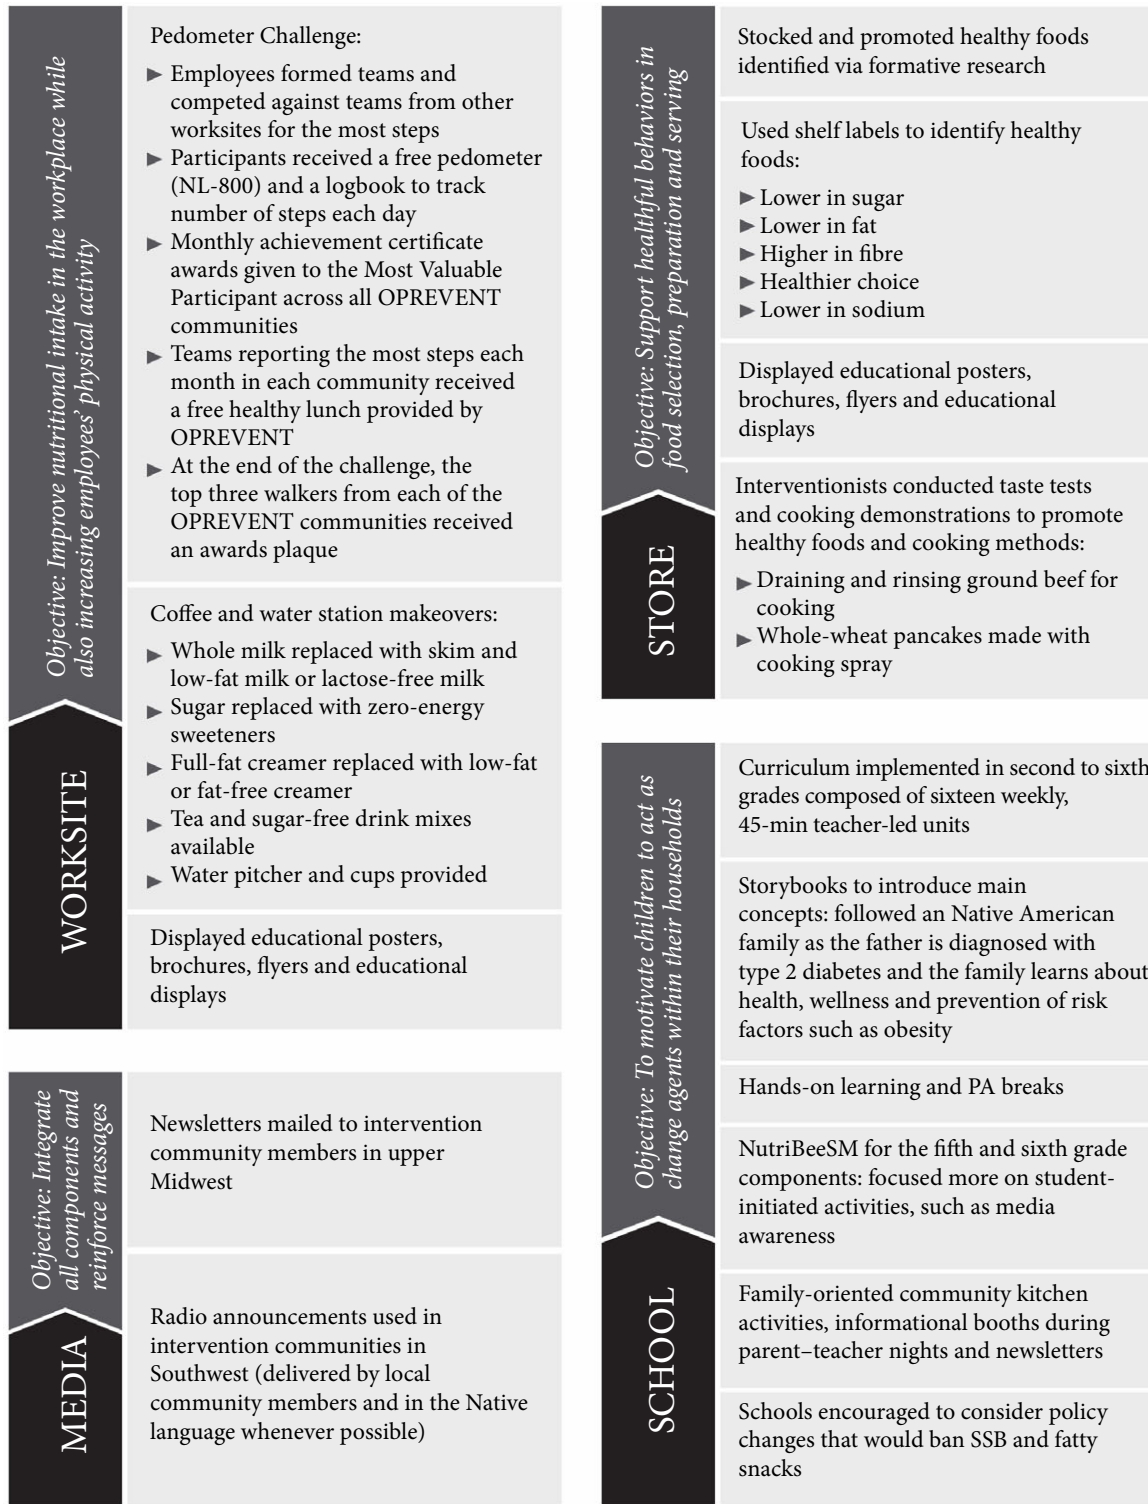 WORKSITE
Objective: Improve nutritional intake in the workplace while
also increasing employees' physical activity
Pedometer Challenge:
► Employees formed teams and
competed against teams from other
worksites for the most steps
► Participants received a free pedometer
(NL-800) and a logbook to track
number of steps each day
► Monthly achievement certificate
awards given to the Most Valuable
Participant across all OPREVENT
communities
► Teams reporting the most steps each
month in each community received
a free healthy lunch provided by
OPREVENT
► At the end of the challenge, the
top three walkers from each of the
OPREVENT communities received
an awards plaque
Coffee and water station makeovers:
► Whole milk replaced with skim and
low-fat milk or lactose-free milk
► Sugar replaced with zero-energy
sweeteners
► Full-fat creamer replaced with low-fat
or fat-free creamer
► Tea and sugar-free drink mixes
available
► Water pitcher and cups provided
Displayed educational posters,
brochures, flyers and educational
displays
MEDIA
Objective: Integrate
all components and
reinforce messages
Newsletters mailed to intervention
community members in upper
Midwest
Radio announcements used in
intervention communities in
Southwest (delivered by local
community members and in the Native
language whenever possible)
STORE
Objective: Support healthful behaviors in
food selection, preparation and serving
Stocked and promoted healthy foods
identified via formative research
Used shelf labels to identify healthy
foods:
► Lower in sugar
► Lower in fat
► Higher in fibre
► Healthier choice
► Lower in sodium
Displayed educational posters,
brochures, flyers and educational
displays
Interventionists conducted taste tests
and cooking demonstrations to promote
healthy foods and cooking methods:
► Draining and rinsing ground beef for
cooking
► Whole-wheat pancakes made with
cooking spray
SCHOOL
Objective: To motivate children to act as
change agents within their households
Curriculum implemented in second to sixth
grades composed of sixteen weekly,
45-min teacher-led units
Storybooks to introduce main
concepts: followed an Native American
family as the father is diagnosed with
type 2 diabetes and the family learns about
health, wellness and prevention of risk
factors such as obesity
Hands-on learning and PA breaks
NutriBeeSM for the fifth and sixth grade
components: focused more on student-
initiated activities, such as media
awareness
Family-oriented community kitchen
activities, informational booths during
parent–teacher nights and newsletters
Schools encouraged to consider policy
changes that would ban SSB and fatty
snacks